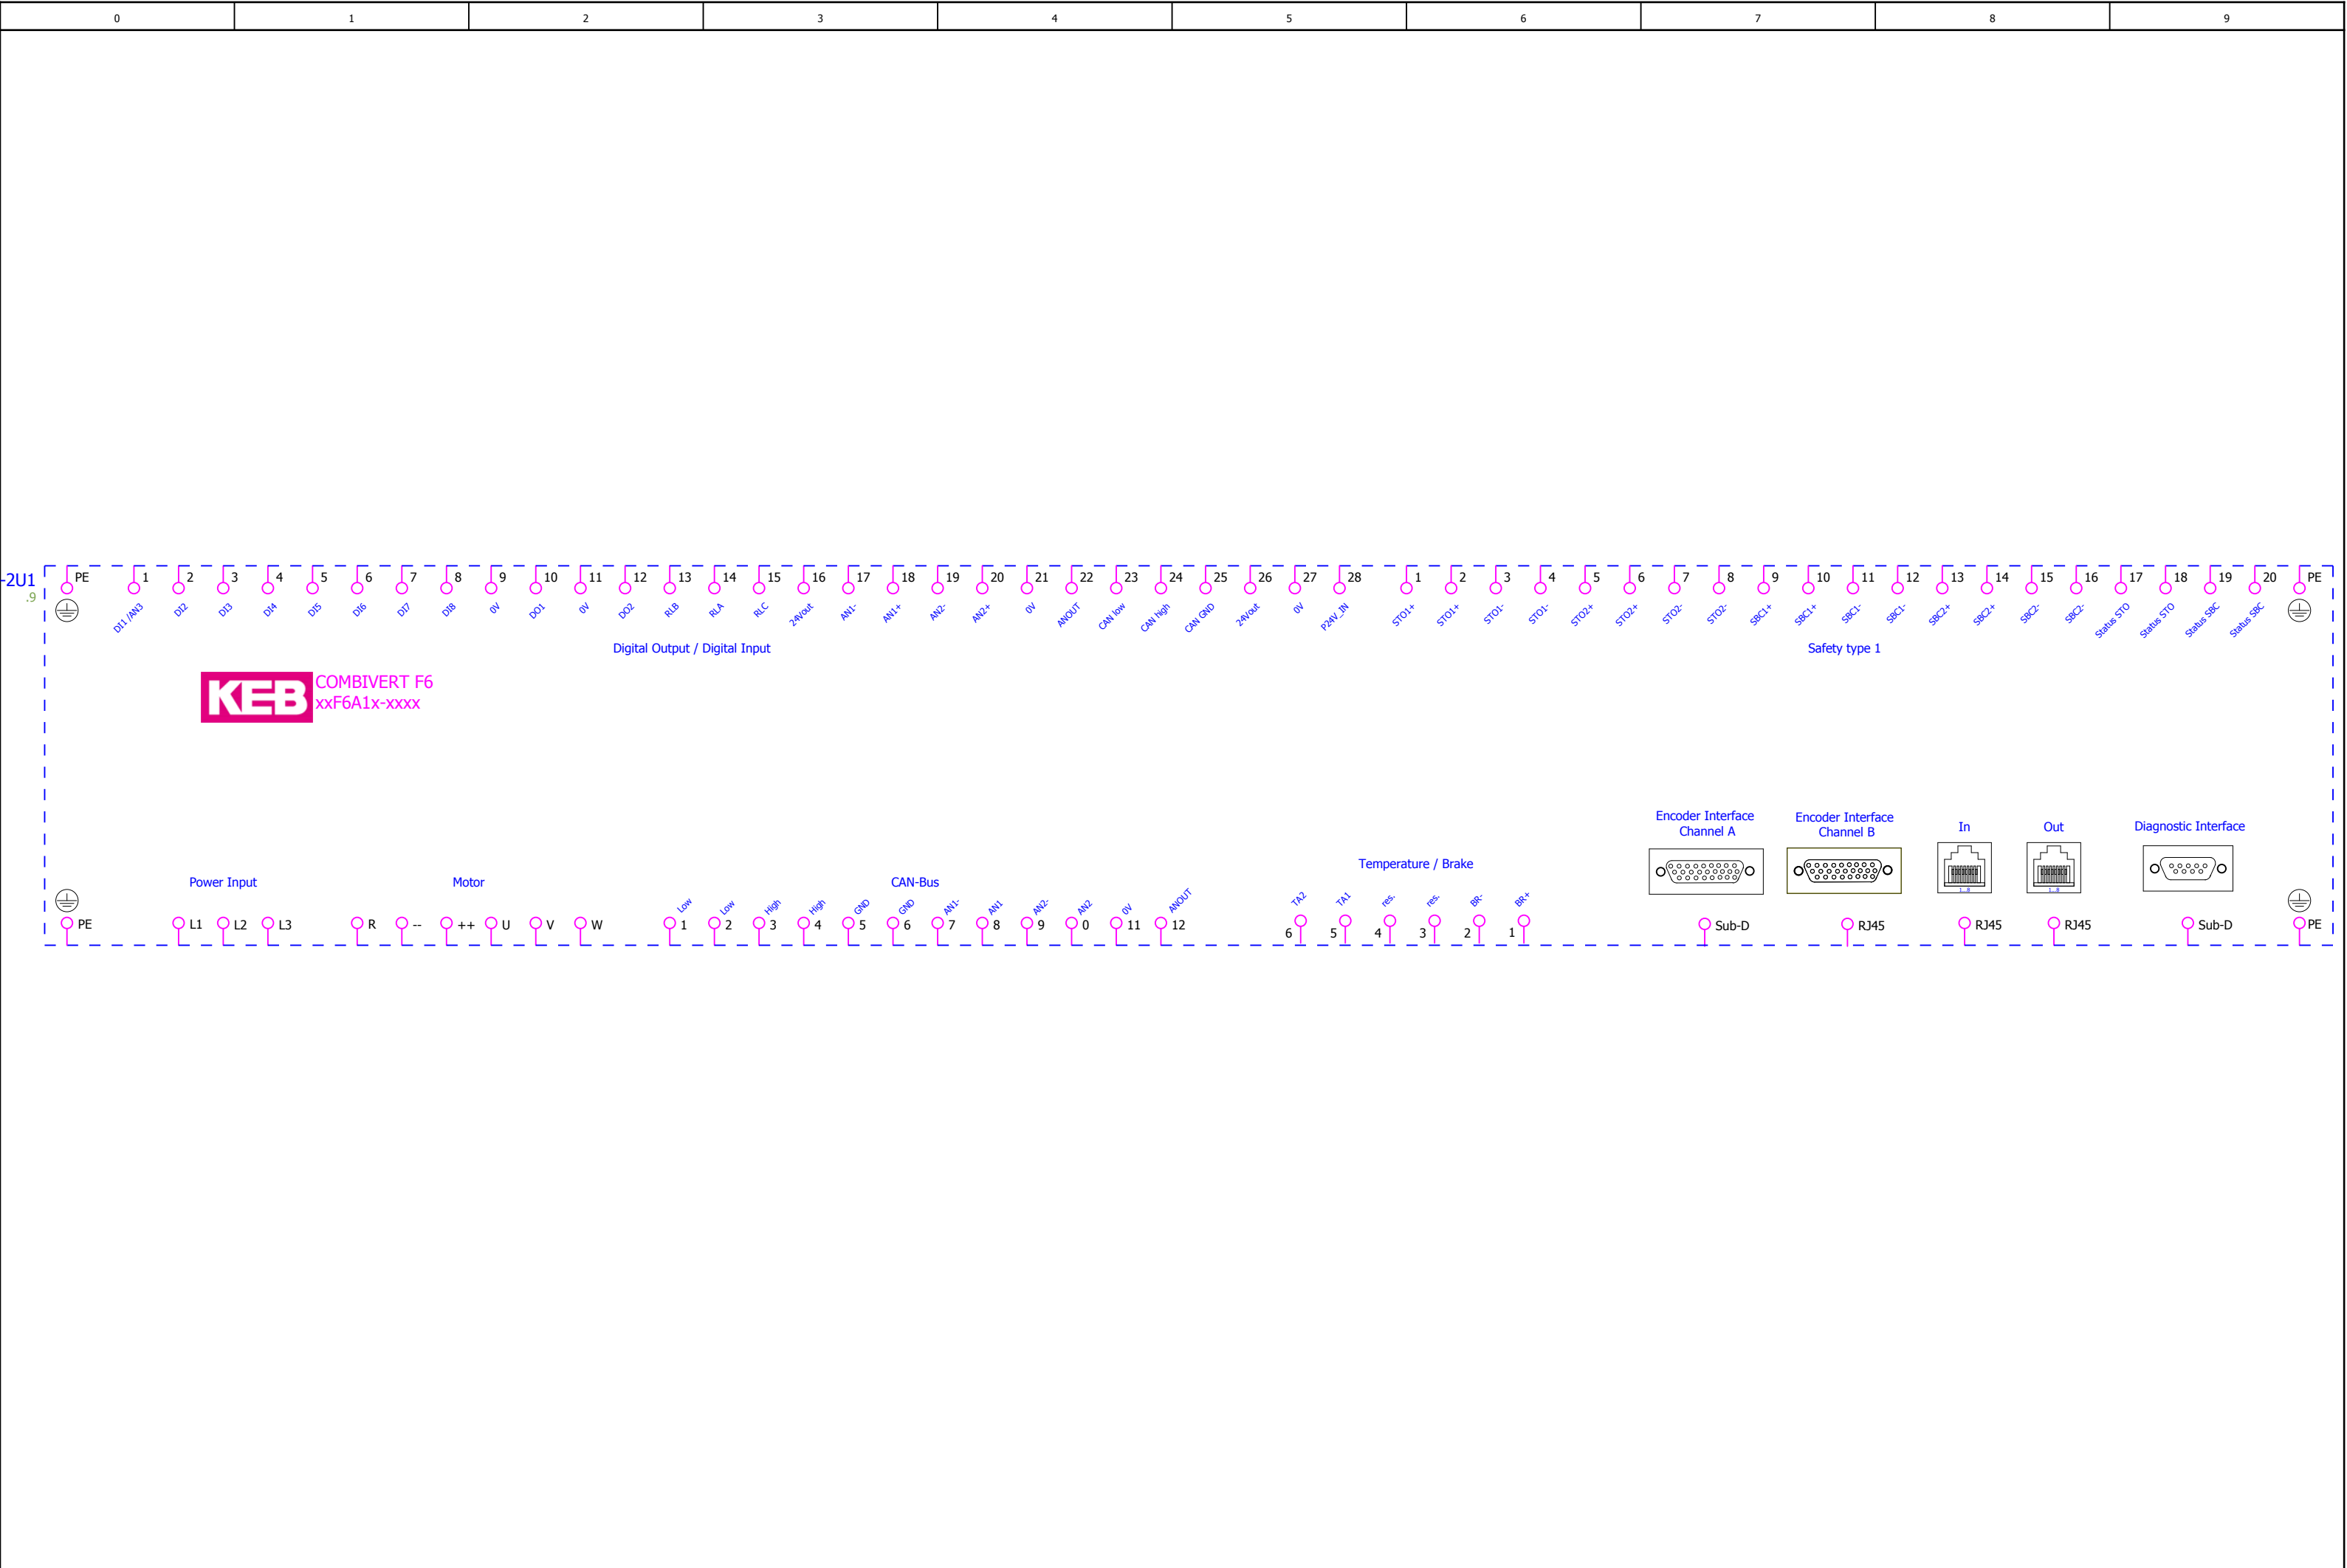 0 1 2 3 4 5 6 7 8 9
-2U1
.9
PE 1 2 3 4 5 6 7 8 9 10 11 12 13 14 15 16 17 18 19 20 21 22 23 24 25 26 27 28 1 2 3 4 5 6 7 8 9 10 11 12 13 14 15 16 17 18 19 20 PE
DI1 /AN3 DI2 DI3 DI4 DI5 DI6 DI7 DI8 0V DO1 0V DO2 RLB RLA RLC 24Vout AN1- AN1+ AN2- AN2+ 0V ANOUT CAN low CAN high CAN GND 24Vout 0V P24V_IN STO1+ STO1+ STO1- STO1- STO2+ STO2+ STO2- STO2- SBC1+ SBC1+ SBC1- SBC1- SBC2+ SBC2+ SBC2- SBC2- Status STO Status STO Status SBC Status SBC
Digital Output / Digital Input
Safety type 1
KEB
COMBIVERT F6
xxF6A1x-xxxx
Encoder Interface
Channel A
Encoder Interface
Channel B
In
Out
Diagnostic Interface
Temperature / Brake
Power Input
Motor
CAN-Bus
1...8
1...8
Low Low High High GND GND AN1- AN1 AN2- AN2 0V ANOUT TA2 TA1 res. res. BR- BR+
PE L1 L2 L3 R -- ++ U V W 1 2 3 4 5 6 7 8 9 0 11 12 6 5 4 3 2 1 Sub-D RJ45 RJ45 RJ45 Sub-D PE